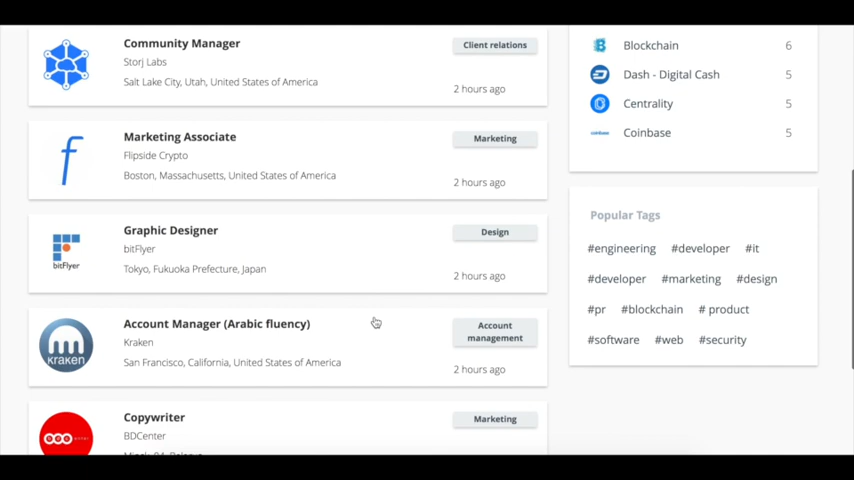 Community Manager
Storj Labs
Salt Lake City, Utah, United States of America
Client relations
2 hours ago
Marketing Associate
Flipside Crypto
Boston, Massachusetts, United States of America
Marketing
2 hours ago
bitFlyer
Graphic Designer
bitFlyer
Tokyo, Fukuoka Prefecture, Japan
Design
2 hours ago
kraken
Account Manager (Arabic fluency)
Kraken
San Francisco, California, United States of America
Account
management
2 hours ago
Copywriter
BDCenter
Marketing
Blockchain 6
Dash - Digital Cash 5
Centrality 5
coinbase Coinbase 5
Popular Tags
#engineering #developer #it
#developer #marketing #design
#pr #blockchain # product
#software #web #security